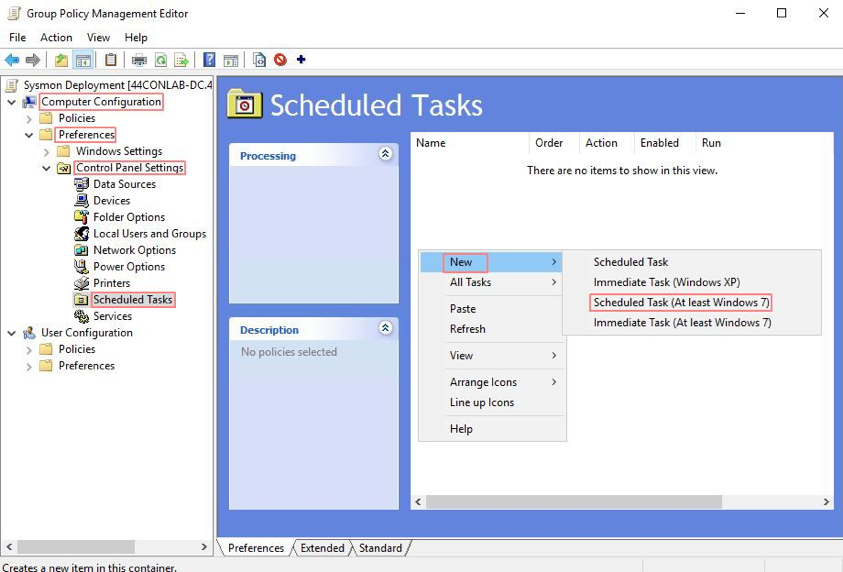 Group Policy Management Editor
File Action View Help
Sysmon Deployment [44CONLAB-DC.4
Computer Configuration
Policies
Preferences
Windows Settings
Control Panel Settings
Data Sources
Devices
Folder Options
Local Users and Groups
Network Options
Power Options
Printers
Scheduled Tasks
Services
User Configuration
Policies
Preferences
Scheduled Tasks
Processing
Description
No policies selected
Name Order Action Enabled Run
There are no items to show in this view.
New
All Tasks
Paste
Refresh
View
Arrange Icons
Line up Icons
Help
Scheduled Task
Immediate Task (Windows XP)
Scheduled Task (At least Windows 7)
Immediate Task (At least Windows 7)
Preferences Extended Standard
Creates a new item in this container.